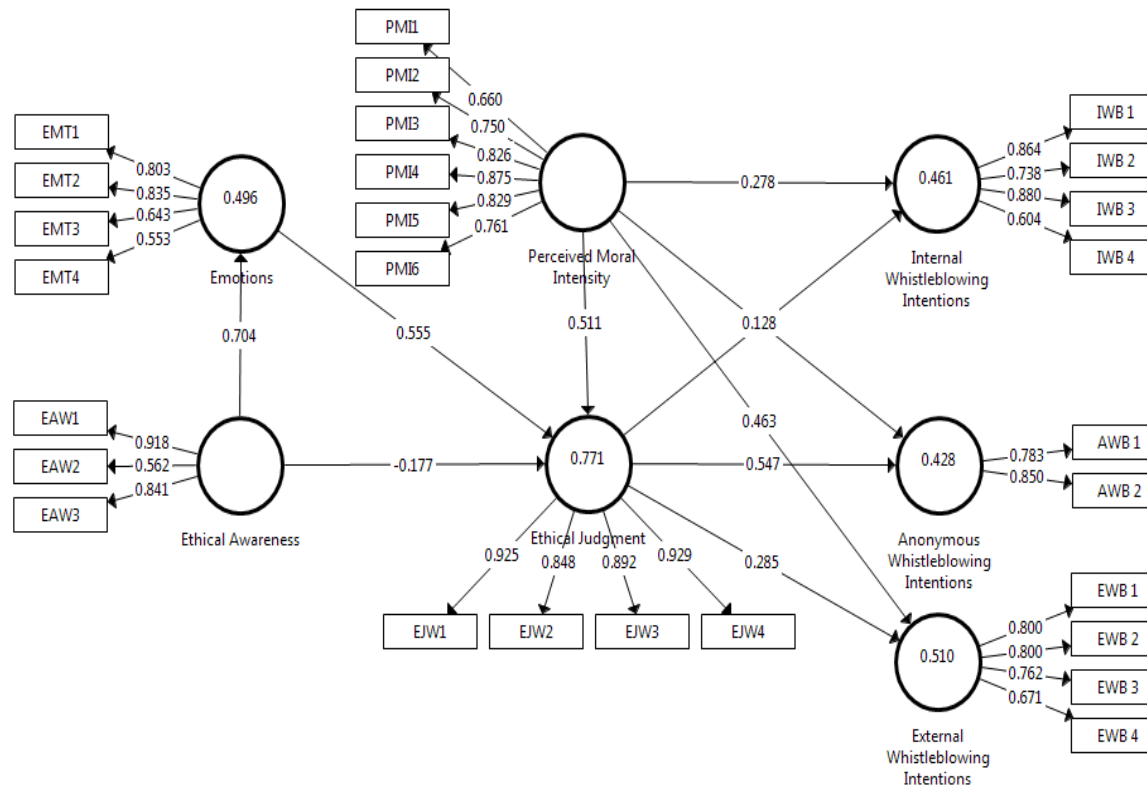 PMI1
PMI2
PMI3
PMI4
PMI5
PMI6
0.660
0.750
0.826
0.875
0.829
0.761
EMT1
EMT2
EMT3
EMT4
0.803
0.835
0.643
0.553
0.496
Emotions
Perceived Moral
Intensity
0.278
0.461
Internal
Whistleblowing
Intentions
0.864
0.738
0.880
0.604
IWB 1
IWB 2
IWB 3
IWB 4
0.704
0.555
0.511
0.128
0.463
EAW1
EAW2
EAW3
0.918
0.562
0.841
Ethical Awareness
-0.177
0.771
Ethical Judgment
0.547
0.428
Anonymous
Whistleblowing
Intentions
0.783
0.850
AWB 1
AWB 2
0.925
0.848
0.892
0.929
0.285
EJW1
EJW2
EJW3
EJW4
0.510
External
Whistleblowing
Intentions
0.800
0.800
0.762
0.671
EWB 1
EWB 2
EWB 3
EWB 4